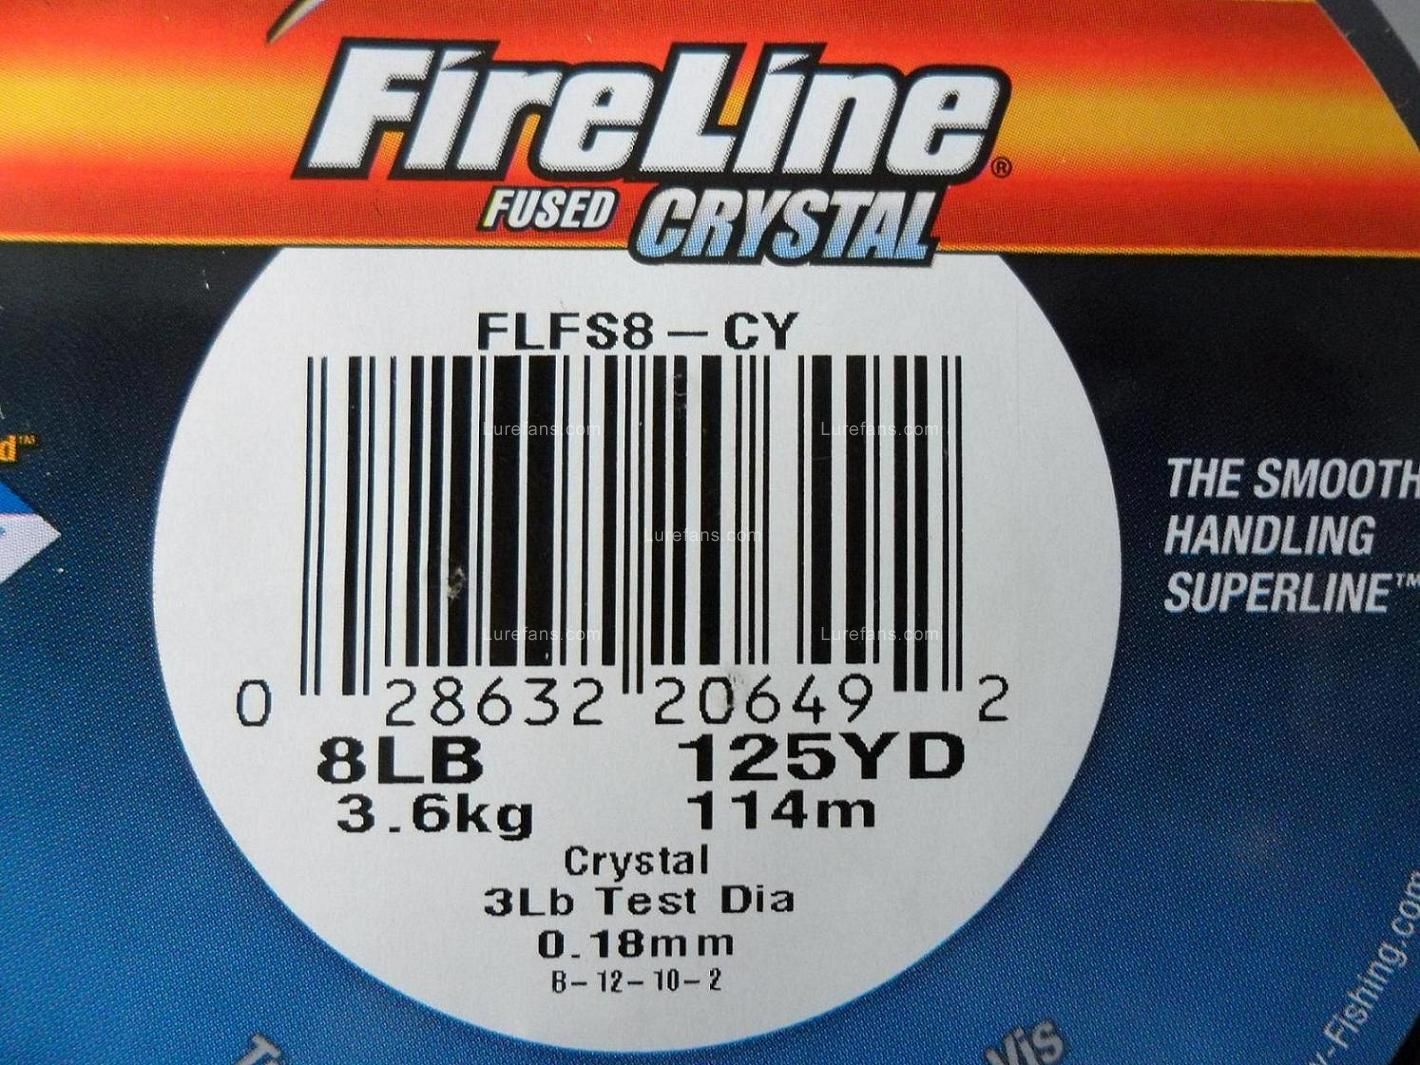 FireLine®
FUSED CRYSTAL
FLFS8-CY
Lurefans.com Lurefans.com
Lurefans.com
Lurefans.com Lurefans.com
0 28632 20649 2
8LB 125YD
3.6kg 114m
Crystal
3Lb Test Dia
0.18mm
B-12-10-2
THE SMOOTH
HANDLING
SUPERLINE™